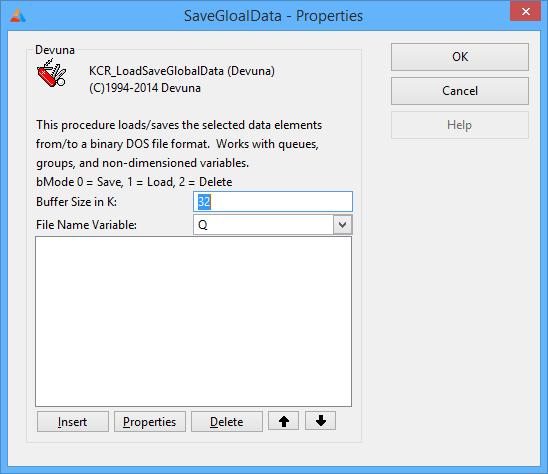 SaveGloalData - Properties
Devuna
KCR_LoadSaveGlobalData (Devuna)
(C)1994-2014 Devuna
This procedure loads/saves the selected data elements
from/to a binary DOS file format. Works with queues,
groups, and non-dimensioned variables.
bMode 0 = Save, 1 = Load, 2 = Delete
Buffer Size in K: 32
File Name Variable: Q
Insert Properties Delete
OK
Cancel
Help